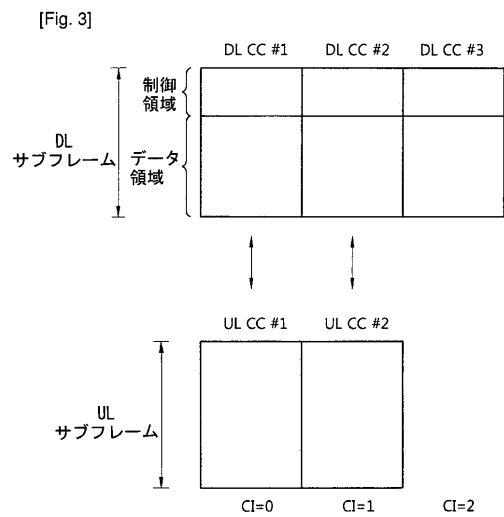 [Fig. 3]
DL CC #1 DL CC #2 DL CC #3
制御
領域
DL
サブフレーム
データ
領域
UL CC #1 UL CC #2
UL
サブフレーム
CI=0 CI=1 CI=2